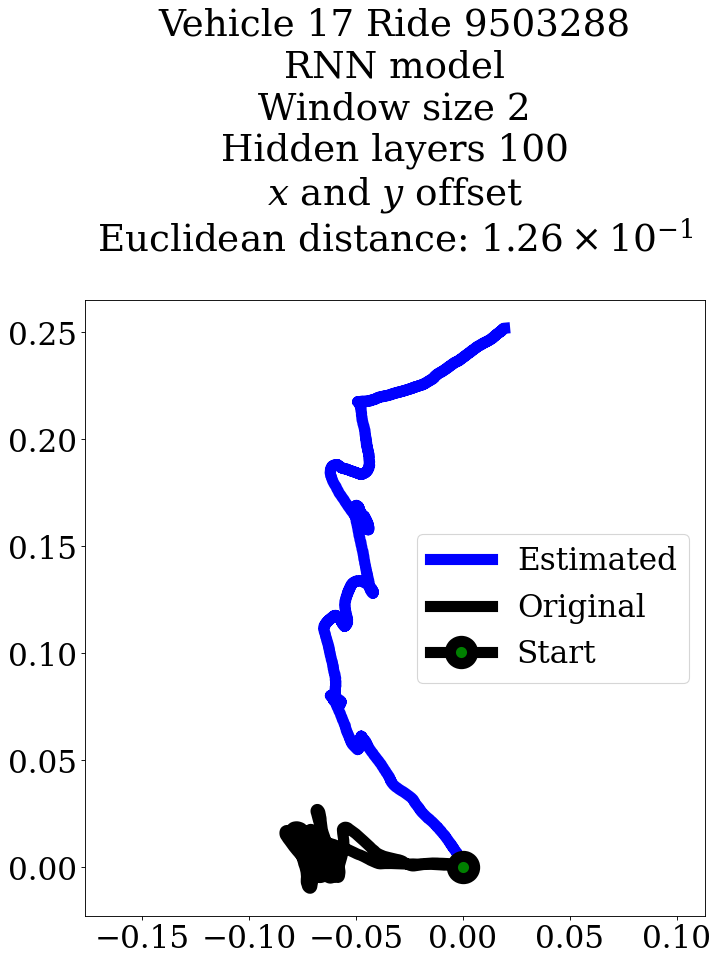 Vehicle 17 Ride 9503288
RNN model
Window size 2
Hidden layers 100
x and y offset
Euclidean distance: 1.26 × 10⁻¹
0.25
0.20
0.15
0.10
0.05
0.00
Estimated
Original
Start
−0.15 −0.10 −0.05 0.00 0.05 0.10